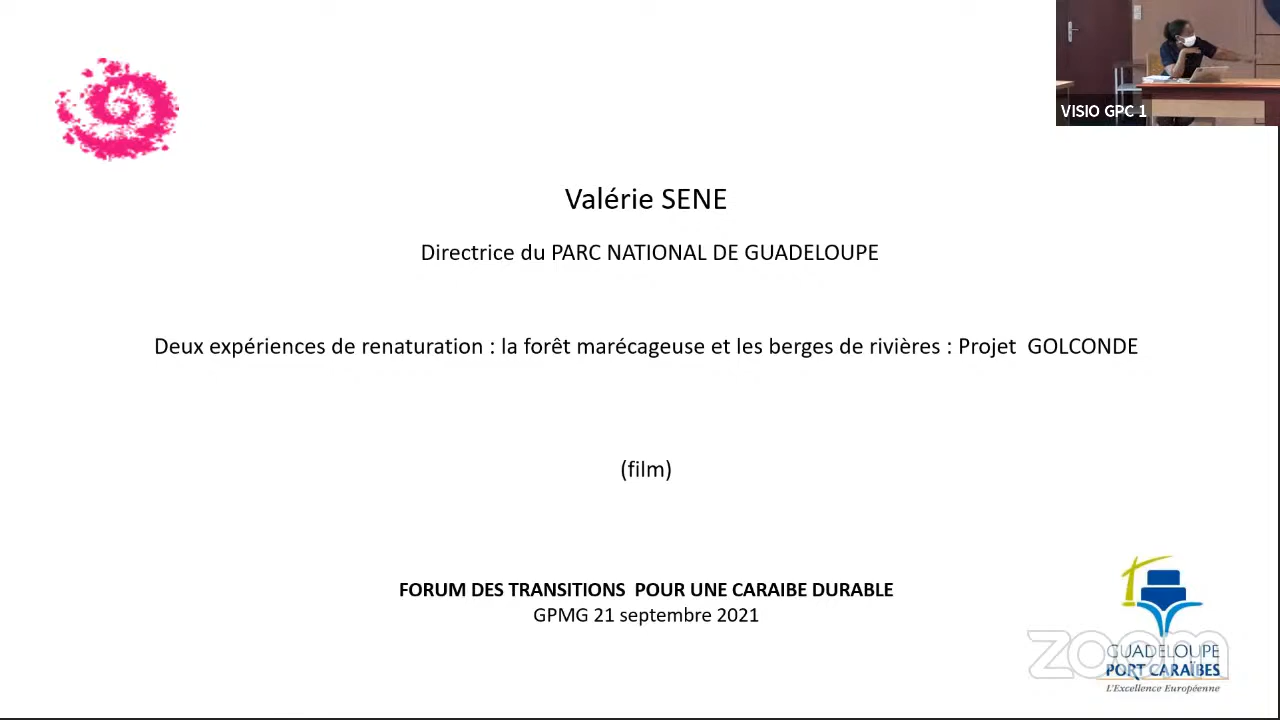 VISIO GPC 1
Valérie SENE
Directrice du PARC NATIONAL DE GUADELOUPE
Deux expériences de renaturation : la forêt marécageuse et les berges de rivières : Projet GOLCONDE
(film)
FORUM DES TRANSITIONS POUR UNE CARAIBE DURABLE
GPMG 21 septembre 2021
zoom
GUADELOUPE
PORT CARAÏBES
L'Excellence Européenne